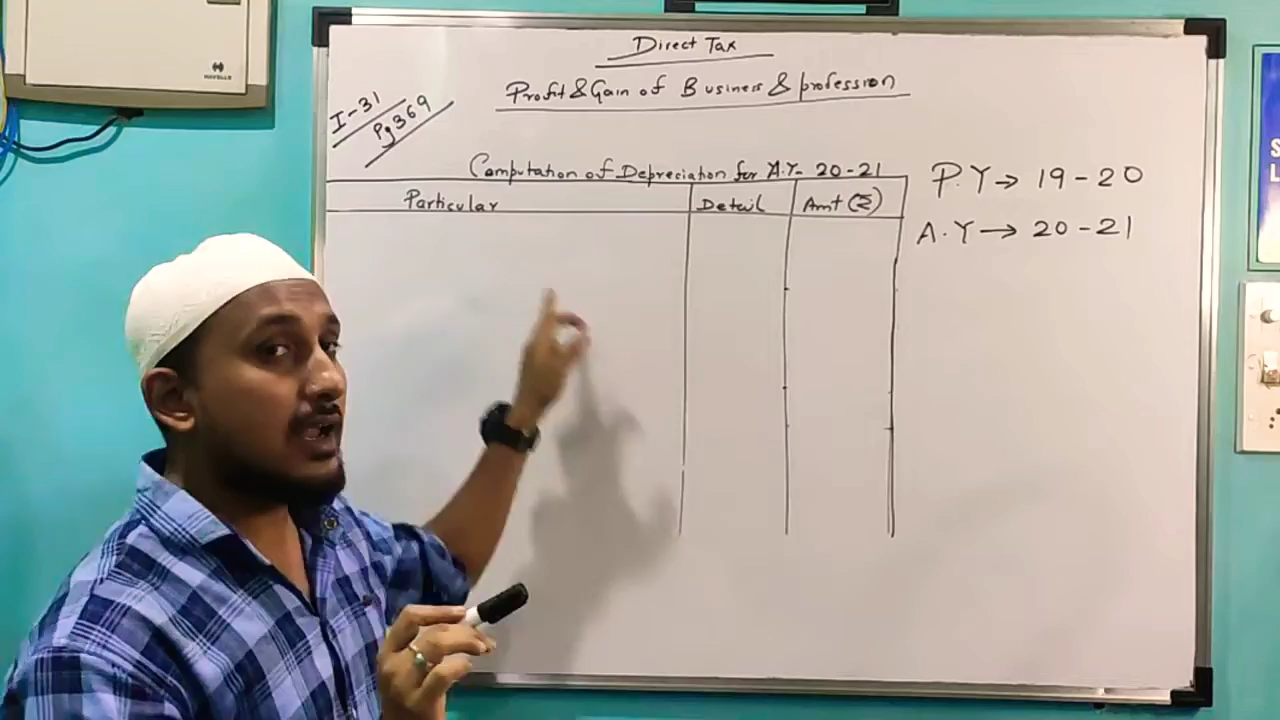 HAVELLS
Direct Tax
Profit & Gain of Business & profession
I-31
Pg 369
Computation of Depreciation for A.Y- 20-21
Particular
Detail
Amt (₹)
P.Y → 19-20
A.Y → 20-21
S
L